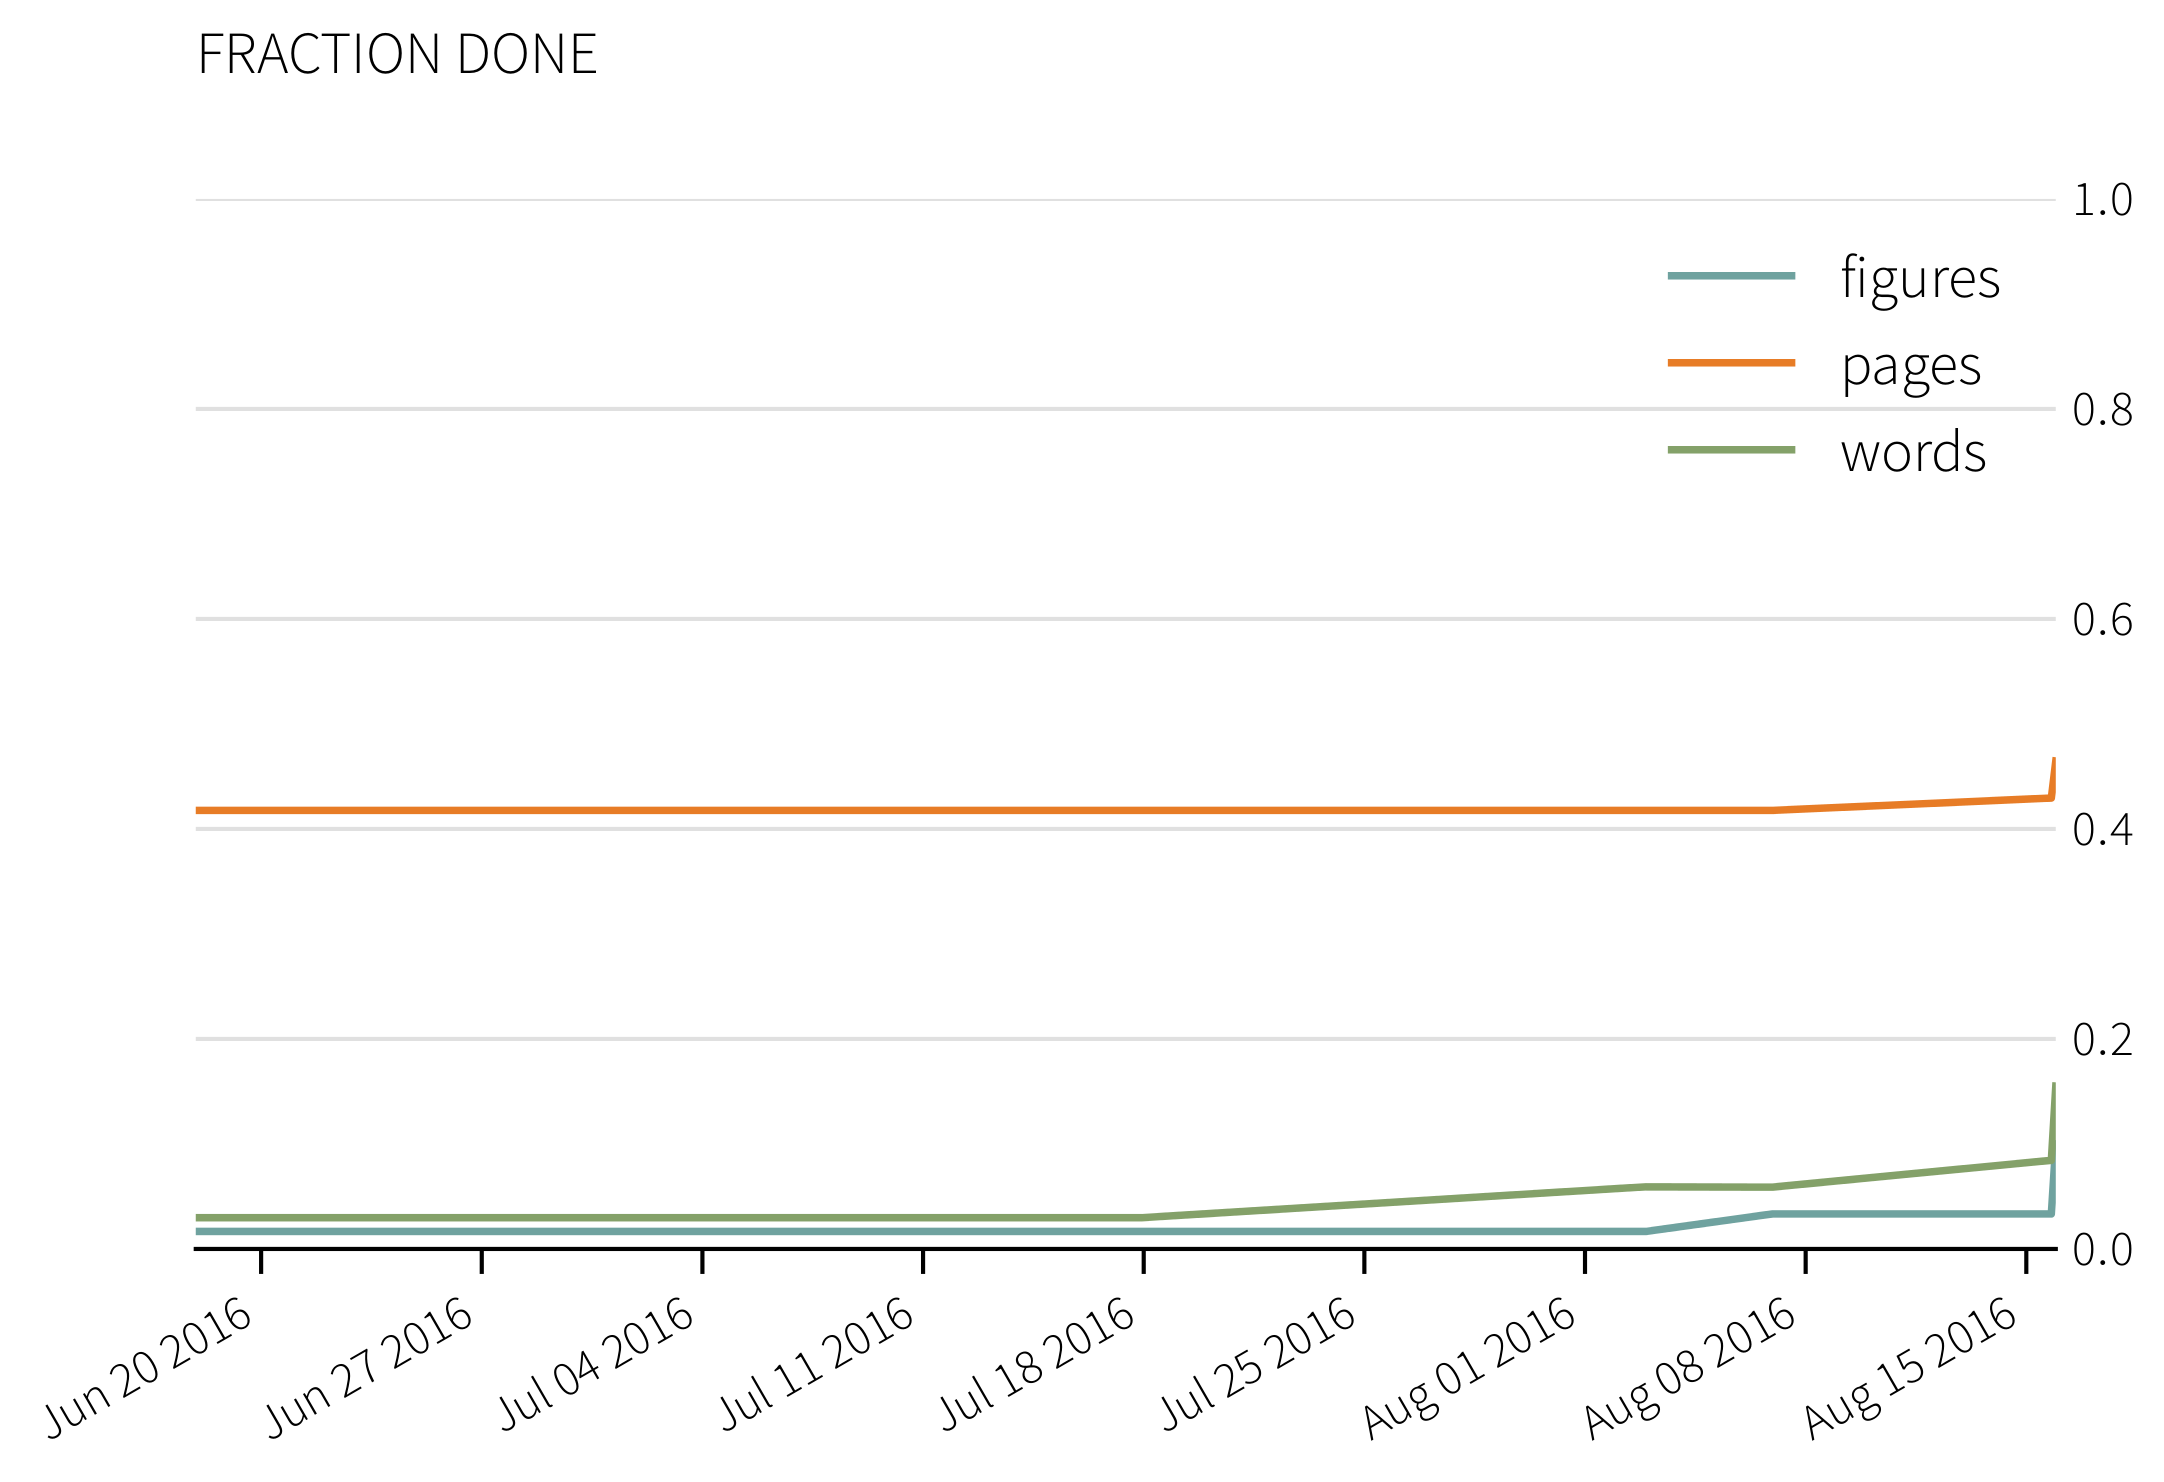 FRACTION DONE
1.0
figures
pages
0.8
words
0.6
0.4
0.2
0.0
Jun 20 2016
Jun 27 2016
Jul 04 2016
Jul 11 2016
Jul 18 2016
Jul 25 2016
Aug 01 2016
Aug 08 2016
Aug 15 2016